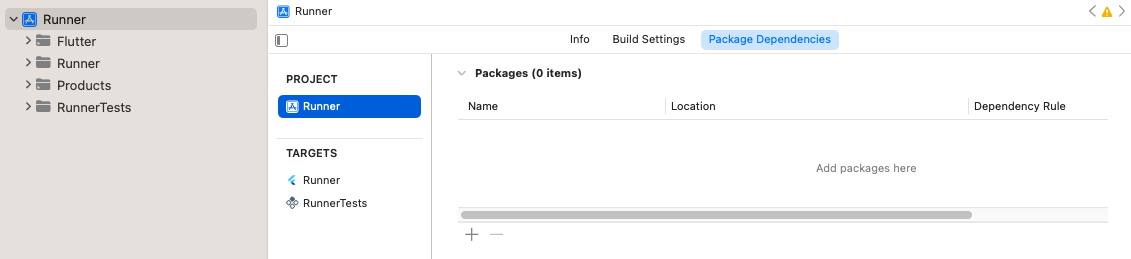 Runner
Flutter
Runner
Products
RunnerTests
Runner
Info Build Settings Package Dependencies
PROJECT
Runner
TARGETS
Runner
RunnerTests
Packages (0 items)
Name Location Dependency Rule
Add packages here